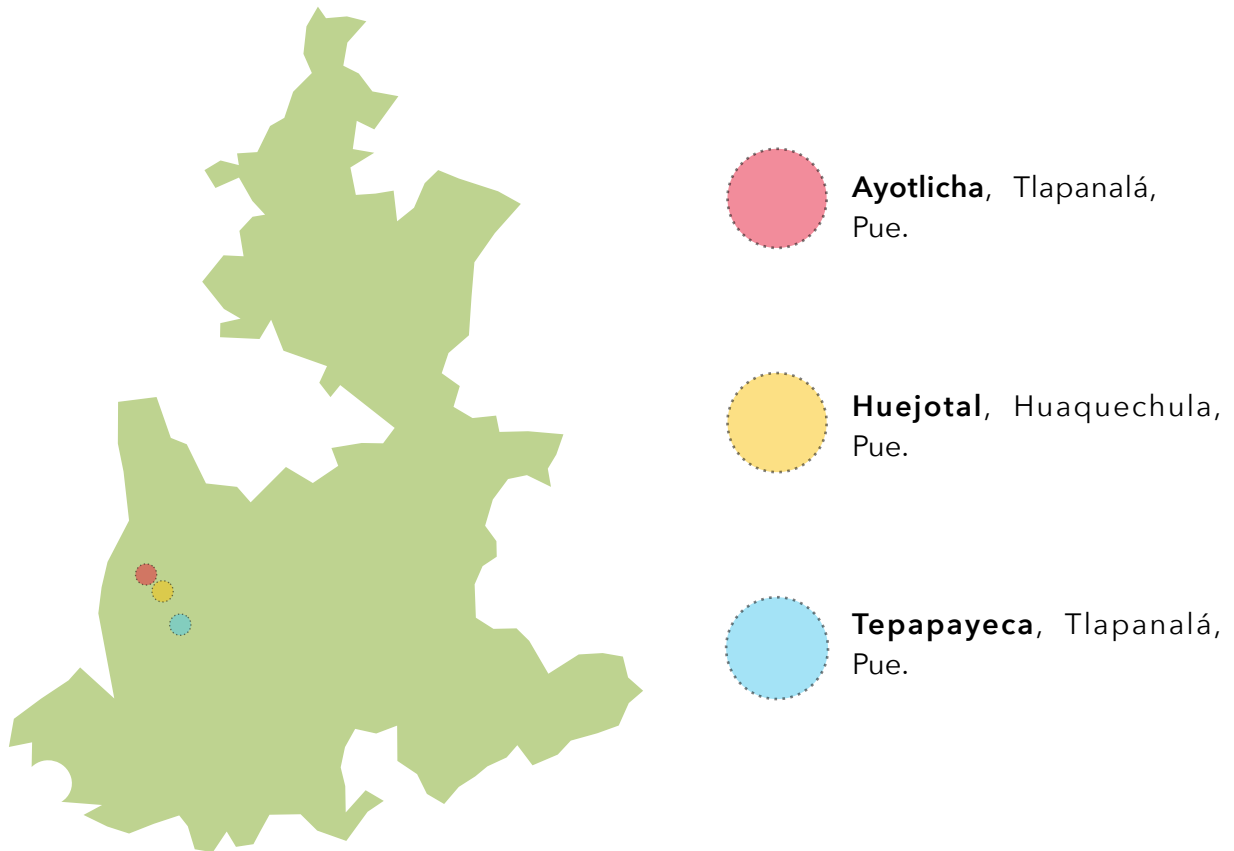 Ayotlicha, Tlapanalá,
Pue.
Huejotal, Huaquechula,
Pue.
Tepapayeca, Tlapanalá,
Pue.